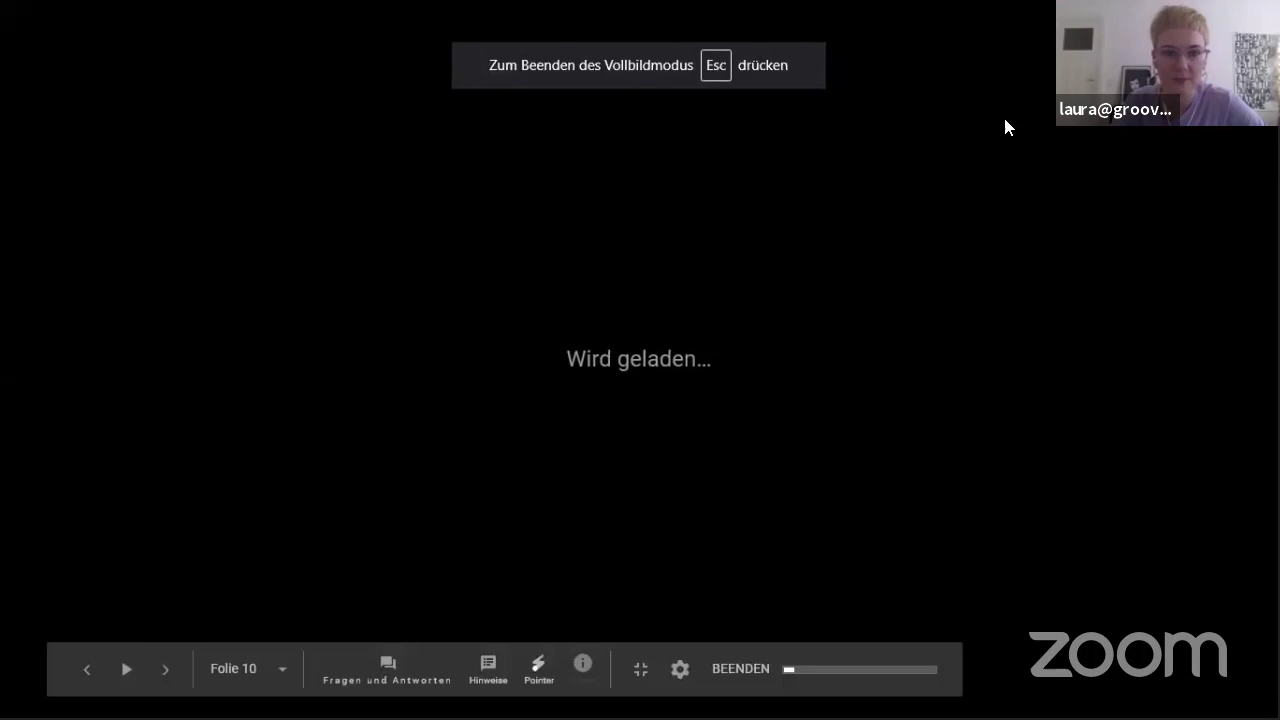 Zum Beenden des Vollbildmodus Esc drücken
laura@groov...
Wird geladen...
Folie 10
Fragen und Antworten
Hinweise
Pointer
BEENDEN
zoom